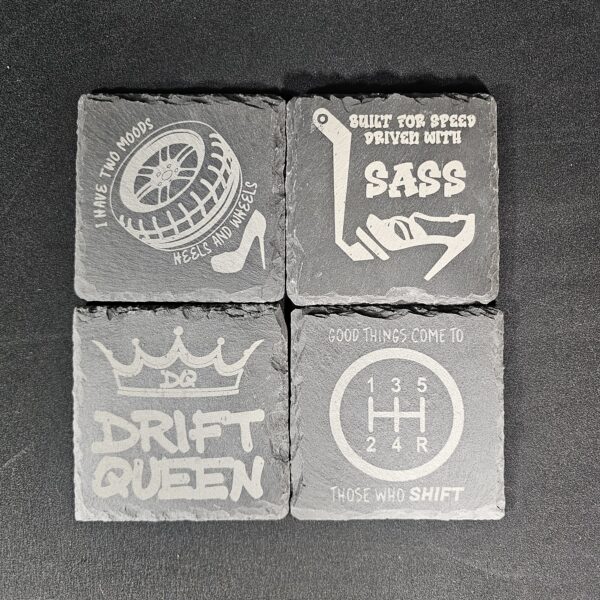 I HAVE TWO MOODS
HEELS AND WHEELS
BUILT FOR SPEED
DRIVEN WITH
SASS
DQ
DRIFT
QUEEN
GOOD THINGS COME TO
1 3 5
2 4 R
THOSE WHO SHIFT